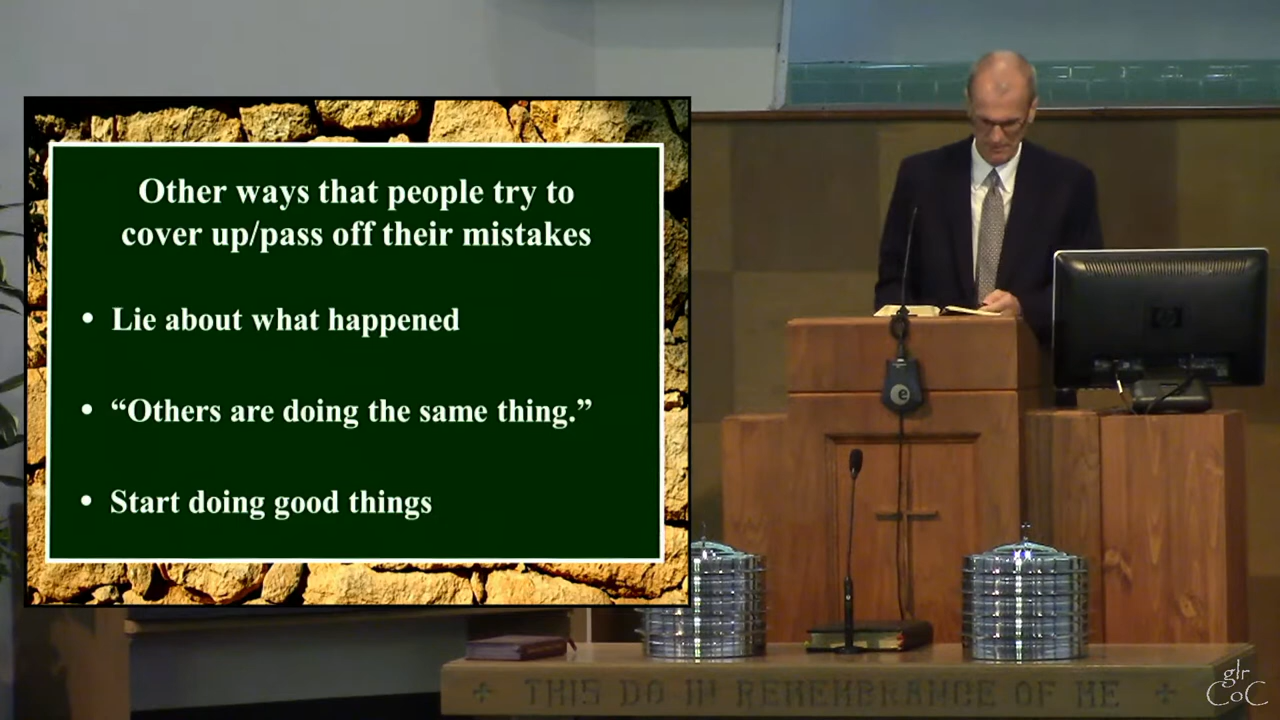 Other ways that people try to
cover up/pass off their mistakes
• Lie about what happened
• “Others are doing the same thing.”
• Start doing good things
hp
e
THIS DO IN REMEMBRANCE OF ME
glr
CoC